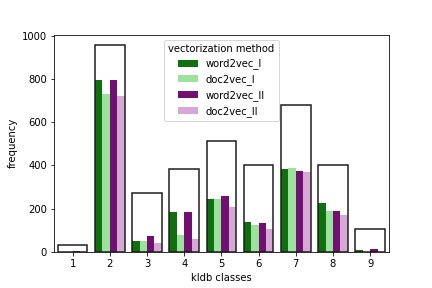 1000
800
600
400
200
0
frequency
vectorization method
word2vec_I
doc2vec_I
word2vec_II
doc2vec_II
1 2 3 4 5 6 7 8 9
kldb classes